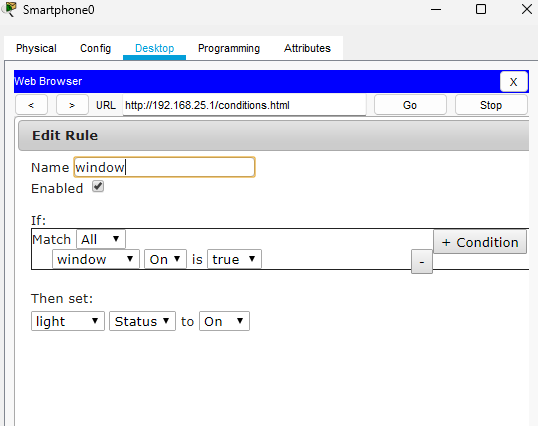 Smartphone0
Physical Config Desktop Programming Attributes
Web Browser X
< > URL http://192.168.25.1/conditions.html Go Stop
Edit Rule
Name window
Enabled
If:
Match All + Condition
window On is true -
Then set:
light Status to On